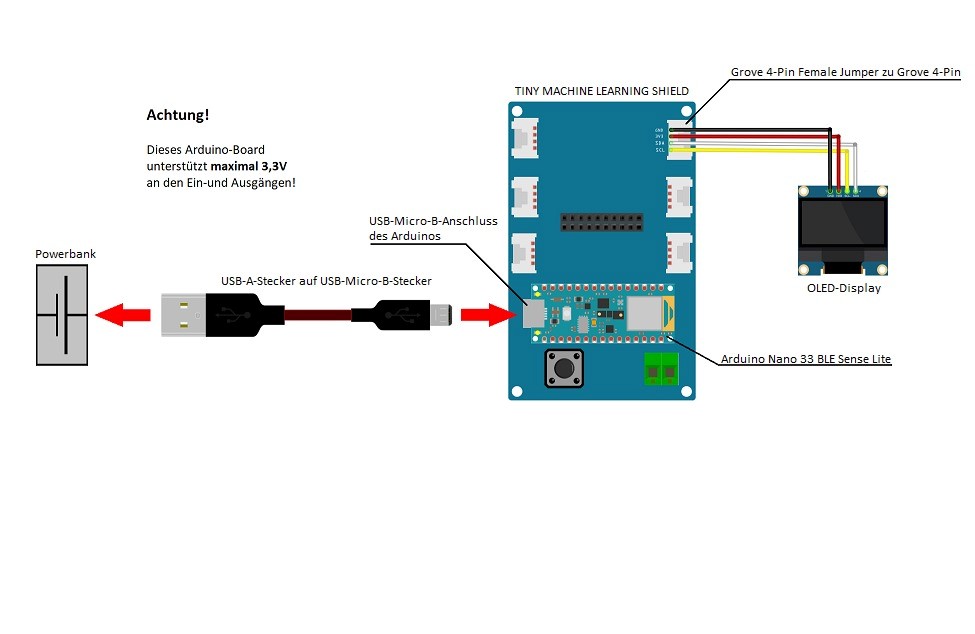 Grove 4-Pin Female Jumper zu Grove 4-Pin
TINY MACHINE LEARNING SHIELD
Achtung!
Dieses Arduino-Board
unterstützt maximal 3,3V
an den Ein-und Ausgängen!
GND
3V3
SDA
SCL
USB-Micro-B-Anschluss
des Arduinos
Powerbank
USB-A-Stecker auf USB-Micro-B-Stecker
OLED-Display
Arduino Nano 33 BLE Sense Lite